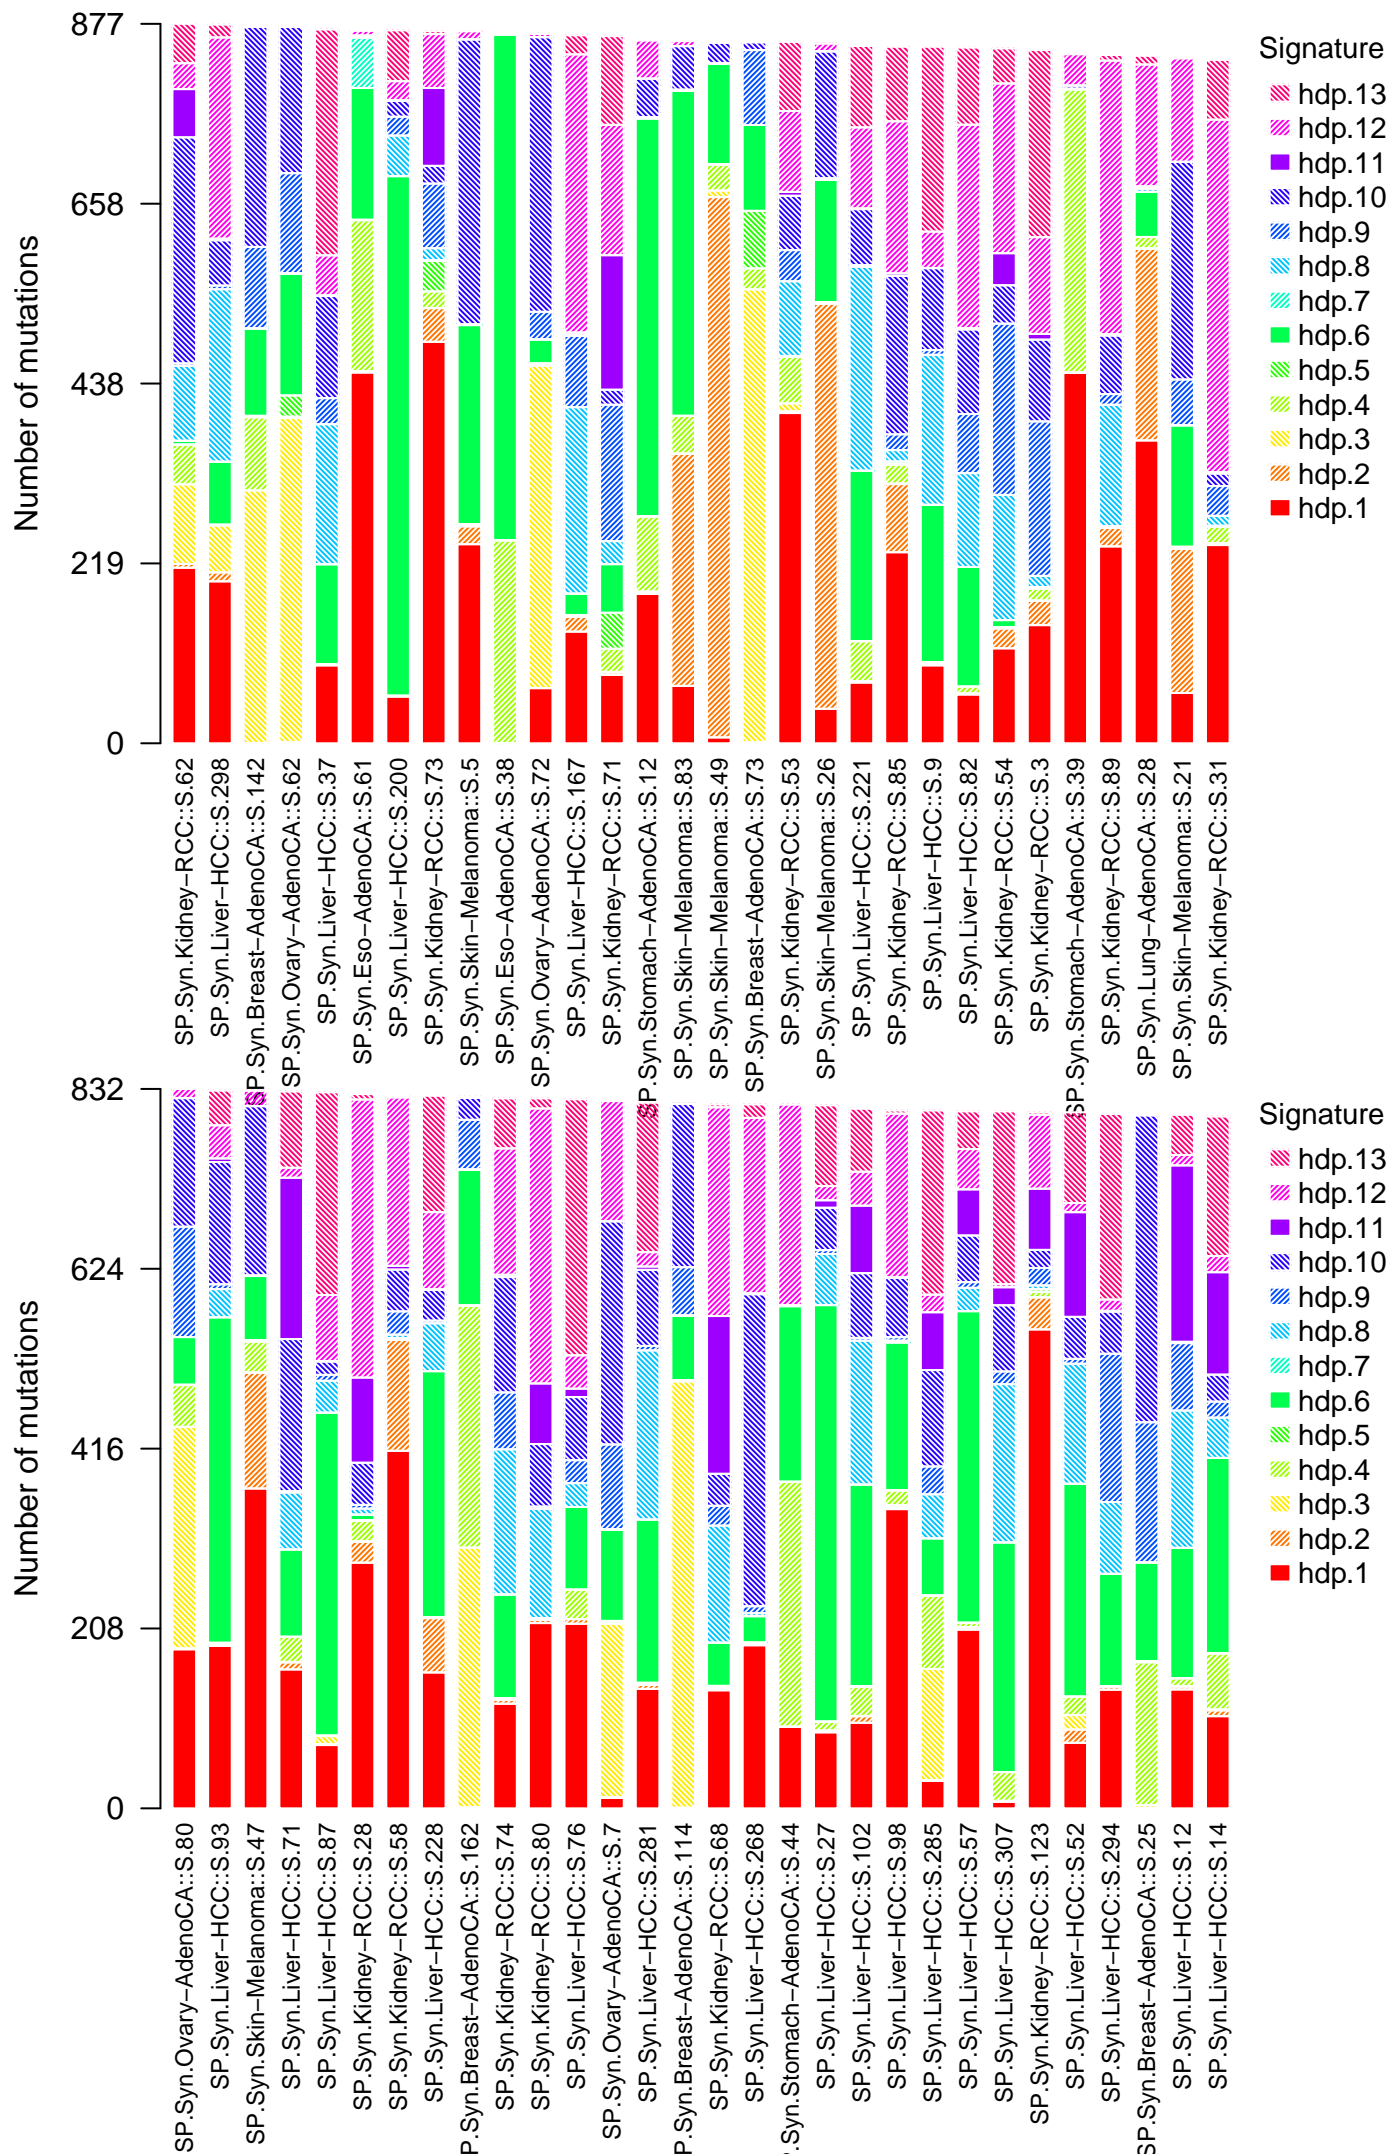 877
658
438
219
0
Number of mutations
Signature
hdp.13
hdp.12
hdp.11
hdp.10
hdp.9
hdp.8
hdp.7
hdp.6
hdp.5
hdp.4
hdp.3
hdp.2
hdp.1
SP.Syn.Kidney−RCC::S.62
SP.Syn.Liver−HCC::S.298
SP.Syn.Breast−AdenoCA::S.142
SP.Syn.Ovary−AdenoCA::S.62
SP.Syn.Liver−HCC::S.37
SP.Syn.Eso−AdenoCA::S.61
SP.Syn.Liver−HCC::S.200
SP.Syn.Kidney−RCC::S.73
SP.Syn.Skin−Melanoma::S.5
SP.Syn.Eso−AdenoCA::S.38
SP.Syn.Ovary−AdenoCA::S.72
SP.Syn.Liver−HCC::S.167
SP.Syn.Kidney−RCC::S.71
SP.Syn.Stomach−AdenoCA::S.12
SP.Syn.Skin−Melanoma::S.83
SP.Syn.Skin−Melanoma::S.49
SP.Syn.Breast−AdenoCA::S.73
SP.Syn.Kidney−RCC::S.53
SP.Syn.Skin−Melanoma::S.26
SP.Syn.Liver−HCC::S.221
SP.Syn.Kidney−RCC::S.85
SP.Syn.Liver−HCC::S.9
SP.Syn.Liver−HCC::S.82
SP.Syn.Kidney−RCC::S.54
SP.Syn.Kidney−RCC::S.3
SP.Syn.Stomach−AdenoCA::S.39
SP.Syn.Kidney−RCC::S.89
SP.Syn.Lung−AdenoCA::S.28
SP.Syn.Skin−Melanoma::S.21
SP.Syn.Kidney−RCC::S.31
832
624
416
208
0
Number of mutations
Signature
hdp.13
hdp.12
hdp.11
hdp.10
hdp.9
hdp.8
hdp.7
hdp.6
hdp.5
hdp.4
hdp.3
hdp.2
hdp.1
SP.Syn.Ovary−AdenoCA::S.80
SP.Syn.Liver−HCC::S.93
SP.Syn.Skin−Melanoma::S.47
SP.Syn.Liver−HCC::S.71
SP.Syn.Liver−HCC::S.87
SP.Syn.Kidney−RCC::S.28
SP.Syn.Kidney−RCC::S.58
SP.Syn.Liver−HCC::S.228
P.Syn.Breast−AdenoCA::S.162
SP.Syn.Kidney−RCC::S.74
SP.Syn.Kidney−RCC::S.80
SP.Syn.Liver−HCC::S.76
SP.Syn.Ovary−AdenoCA::S.7
SP.Syn.Liver−HCC::S.281
P.Syn.Breast−AdenoCA::S.114
SP.Syn.Kidney−RCC::S.68
SP.Syn.Liver−HCC::S.268
.Syn.Stomach−AdenoCA::S.44
SP.Syn.Liver−HCC::S.27
SP.Syn.Liver−HCC::S.102
SP.Syn.Liver−HCC::S.98
SP.Syn.Liver−HCC::S.285
SP.Syn.Liver−HCC::S.57
SP.Syn.Liver−HCC::S.307
SP.Syn.Kidney−RCC::S.123
SP.Syn.Liver−HCC::S.52
SP.Syn.Liver−HCC::S.294
SP.Syn.Breast−AdenoCA::S.25
SP.Syn.Liver−HCC::S.12
SP.Syn.Liver−HCC::S.14